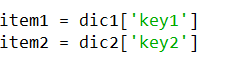 item1 = dic1['key1']
item2 = dic2['key2']